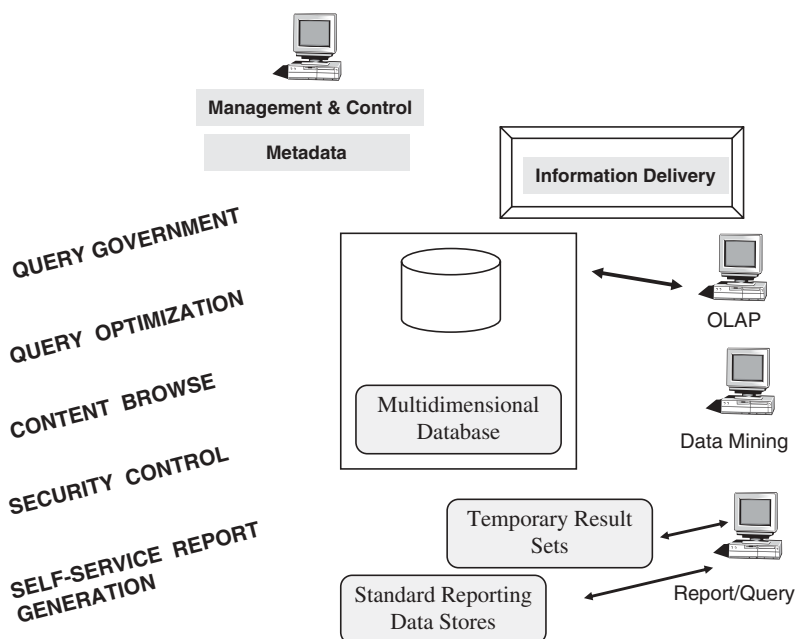 Management & Control
Metadata
Information Delivery
QUERY GOVERNMENT
QUERY OPTIMIZATION
CONTENT BROWSE
SECURITY CONTROL
SELF-SERVICE REPORT
GENERATION
Multidimensional
Database
OLAP
Data Mining
Temporary Result
Sets
Standard Reporting
Data Stores
Report/Query